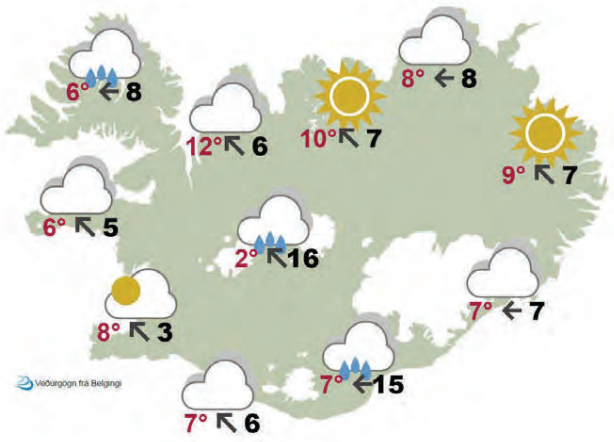 8° ← 8
6° ← 8
12° ↖ 6
10° ↖ 7
9° ↖ 7
6° ↖ 5
2° ↖ 16
7° ← 7
8° ↖ 3
7° ← 15
Veðurgögn frá Belgingi
7° ↖ 6